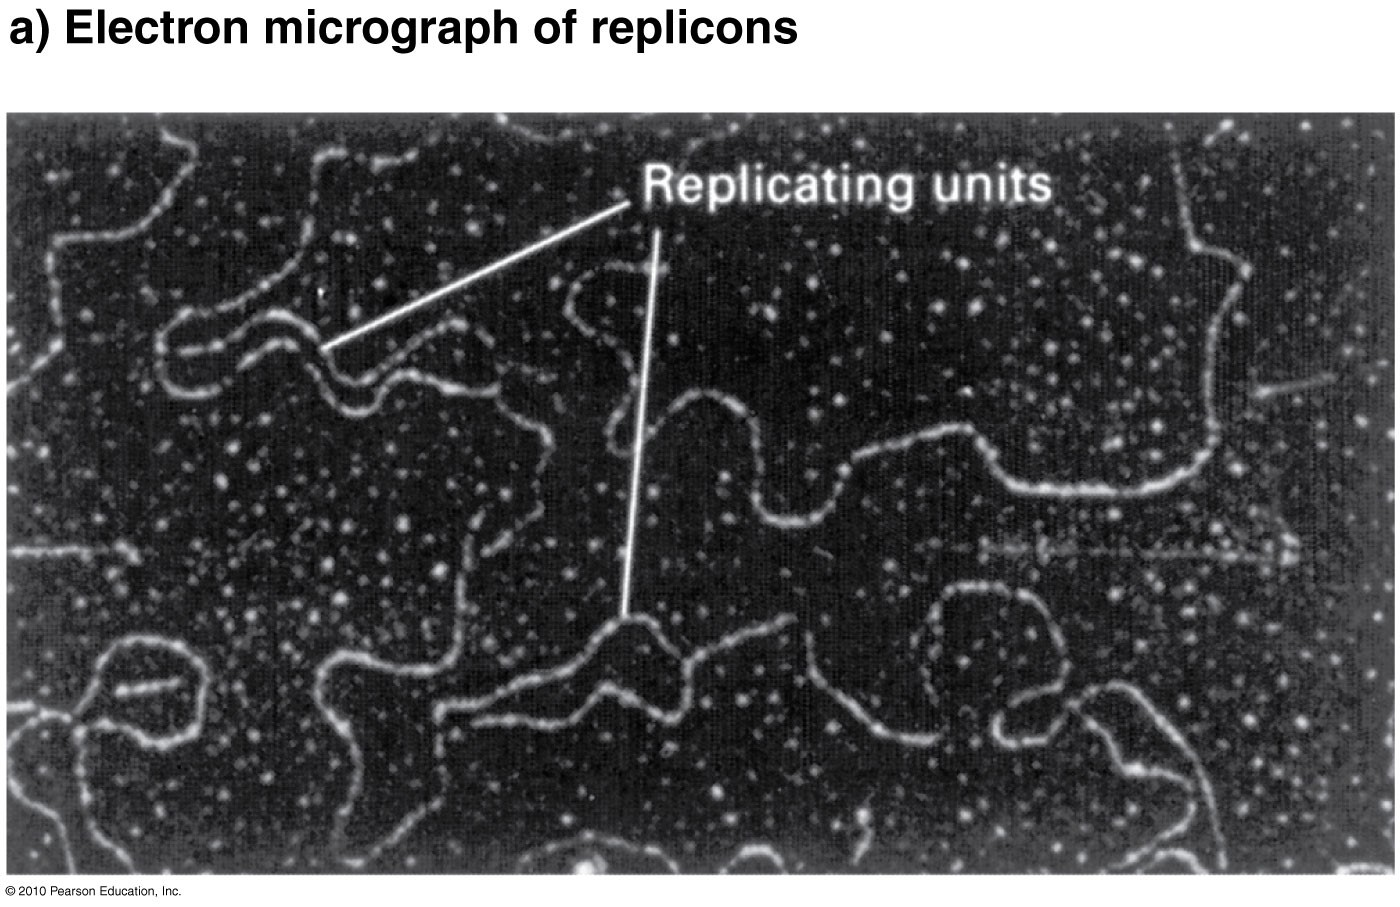 a) Electron micrograph of replicons
Replicating units
© 2010 Pearson Education, Inc.